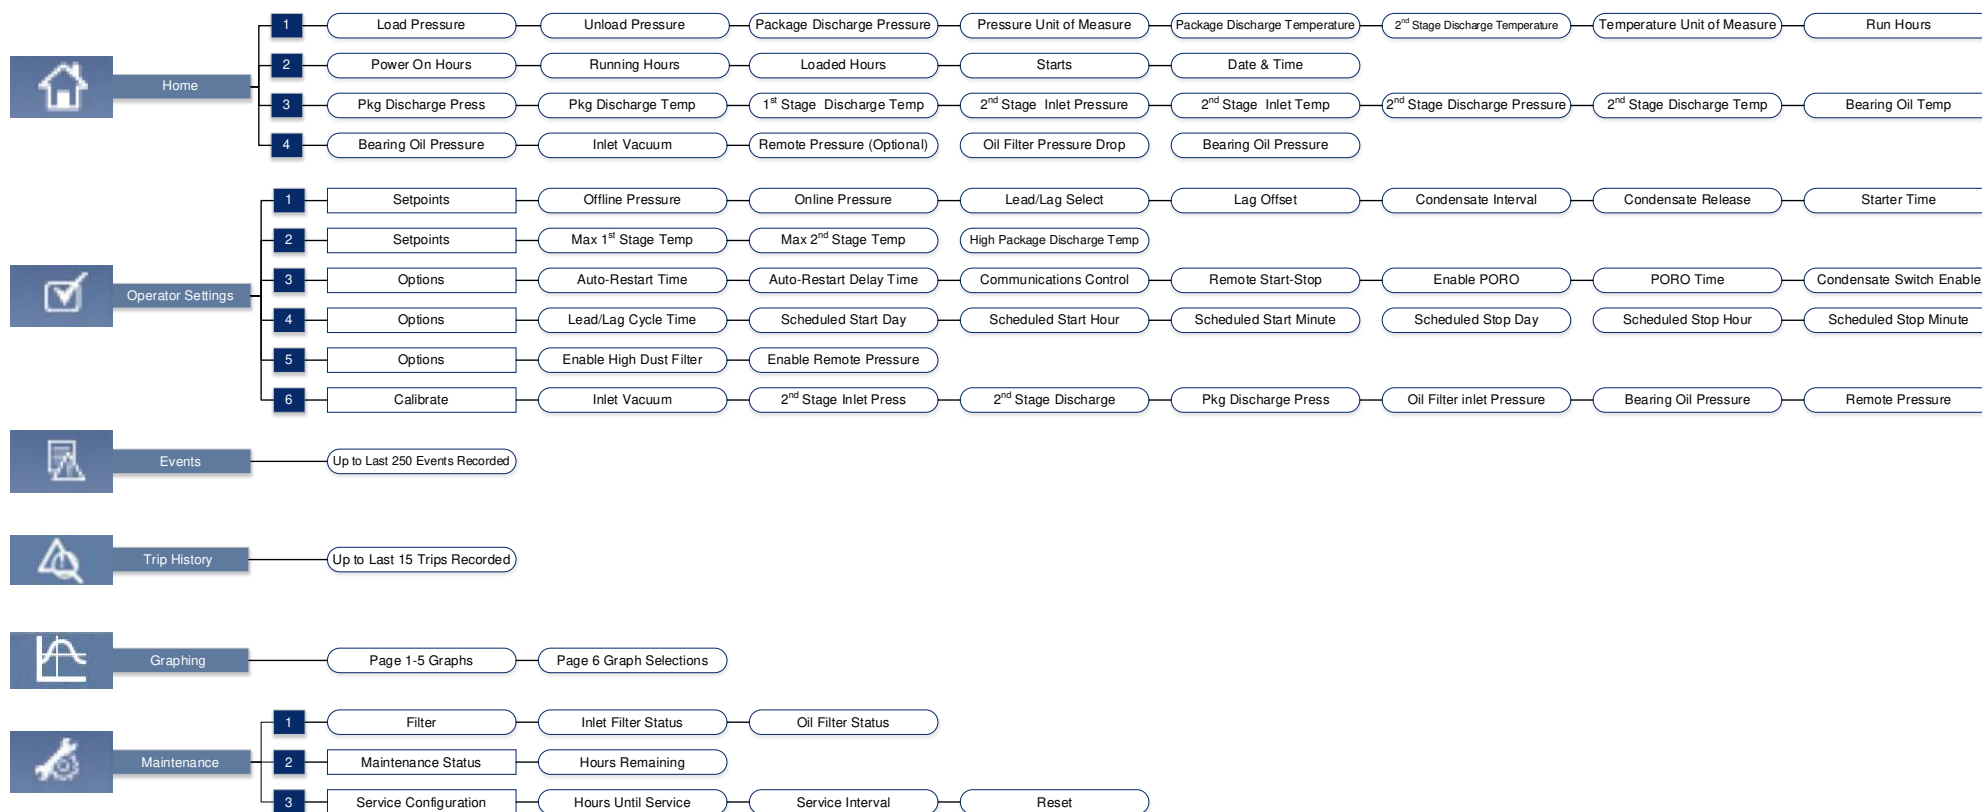 Home
1 Load Pressure Unload Pressure Package Discharge Pressure Pressure Unit of Measure Package Discharge Temperature 2nd Stage Discharge Temperature Temperature Unit of Measure Run Hours
2 Power On Hours Running Hours Loaded Hours Starts Date & Time
3 Pkg Discharge Press Pkg Discharge Temp 1st Stage Discharge Temp 2nd Stage Inlet Pressure 2nd Stage Inlet Temp 2nd Stage Discharge Pressure 2nd Stage Discharge Temp Bearing Oil Temp
4 Bearing Oil Pressure Inlet Vacuum Remote Pressure (Optional) Oil Filter Pressure Drop Bearing Oil Pressure
Operator Settings
1 Setpoints Offline Pressure Online Pressure Lead/Lag Select Lag Offset Condensate Interval Condensate Release Starter Time
2 Setpoints Max 1st Stage Temp Max 2nd Stage Temp High Package Discharge Temp
3 Options Auto-Restart Time Auto-Restart Delay Time Communications Control Remote Start-Stop Enable PORO PORO Time Condensate Switch Enable
4 Options Lead/Lag Cycle Time Scheduled Start Day Scheduled Start Hour Scheduled Start Minute Scheduled Stop Day Scheduled Stop Hour Scheduled Stop Minute
5 Options Enable High Dust Filter Enable Remote Pressure
6 Calibrate Inlet Vacuum 2nd Stage Inlet Press 2nd Stage Discharge Pkg Discharge Press Oil Filter inlet Pressure Bearing Oil Pressure Remote Pressure
Events Up to Last 250 Events Recorded
Trip History Up to Last 15 Trips Recorded
Graphing Page 1-5 Graphs Page 6 Graph Selections
Maintenance
1 Filter Inlet Filter Status Oil Filter Status
2 Maintenance Status Hours Remaining
3 Service Configuration Hours Until Service Service Interval Reset